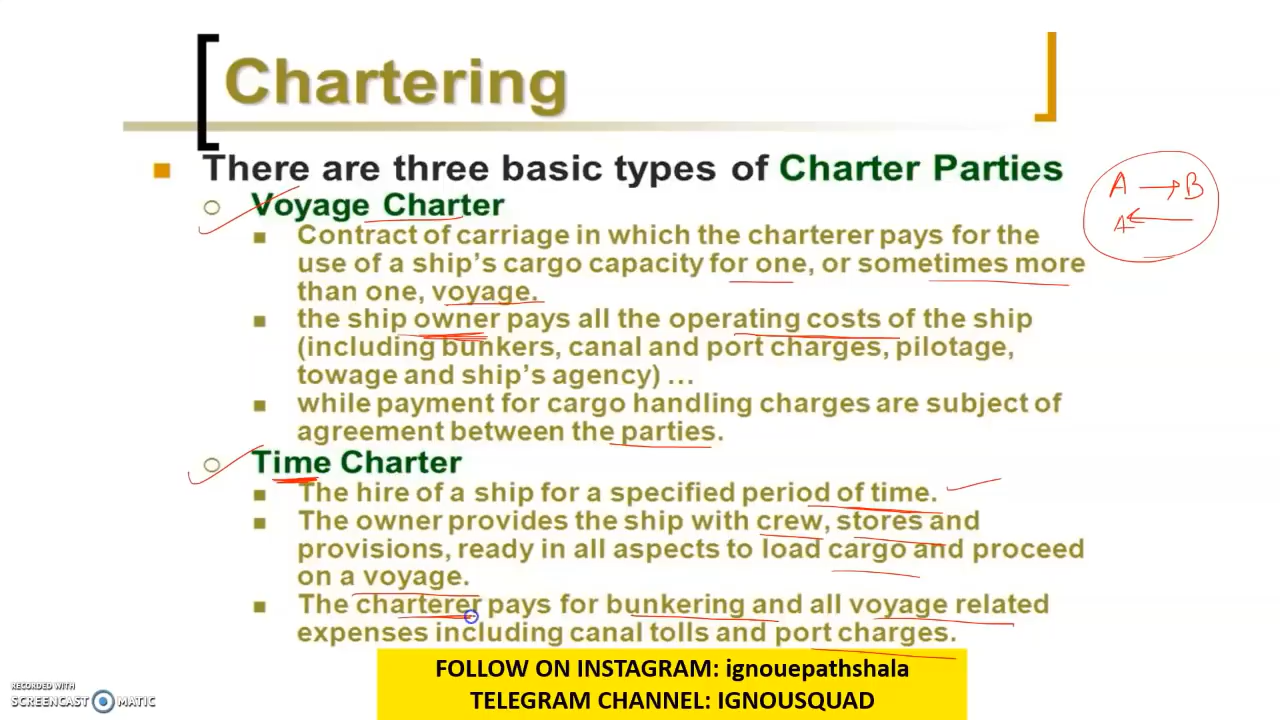 Chartering
There are three basic types of Charter Parties
Voyage Charter
Contract of carriage in which the charterer pays for the
use of a ship's cargo capacity for one, or sometimes more
than one, voyage.
the ship owner pays all the operating costs of the ship
(including bunkers, canal and port charges, pilotage,
towage and ship's agency) ...
while payment for cargo handling charges are subject of
agreement between the parties.
Time Charter
The hire of a ship for a specified period of time.
The owner provides the ship with crew, stores and
provisions, ready in all aspects to load cargo and proceed
on a voyage.
The charterer pays for bunkering and all voyage related
expenses including canal tolls and port charges.
A → B
A ←
FOLLOW ON INSTAGRAM: ignouepathshala
TELEGRAM CHANNEL: IGNOUSQUAD
RECORDED WITH
SCREENCAST MATIC